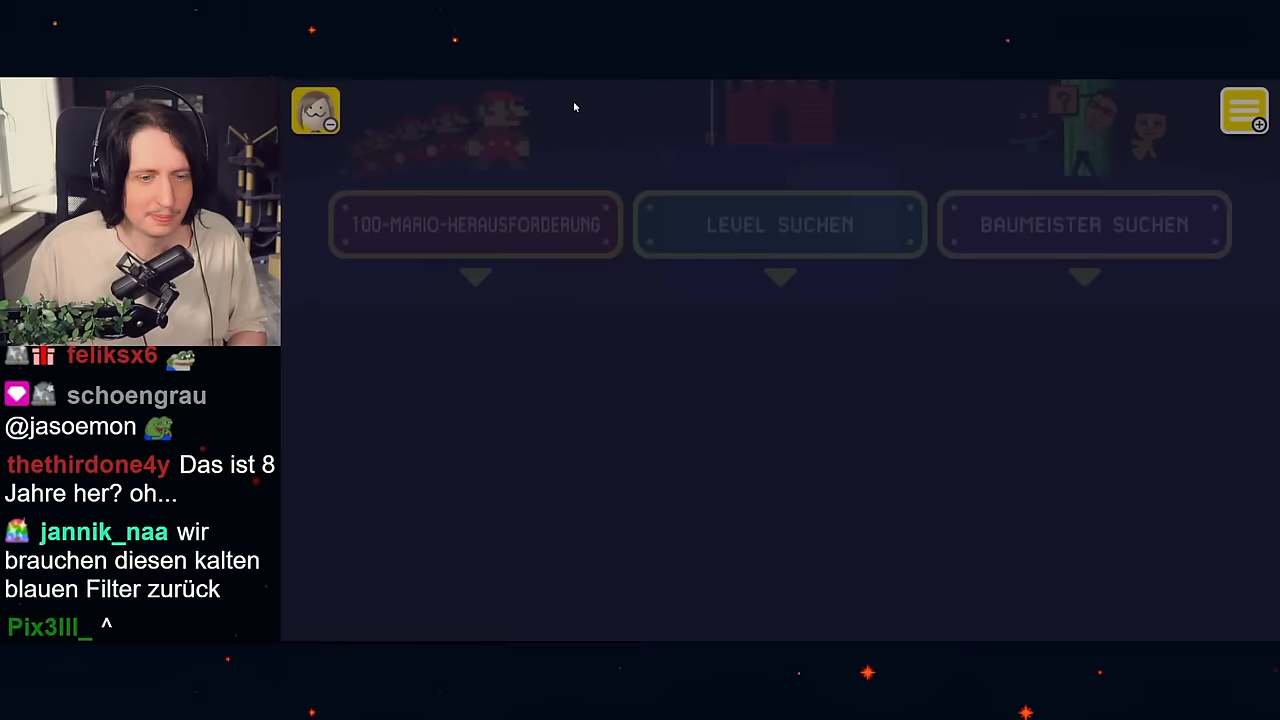 100-MARIO-HERAUSFORDERUNG
LEVEL SUCHEN
BAUMEISTER SUCHEN
feliksx6
schoengrau
@jasoemon
thethirdone4y Das ist 8
Jahre her? oh...
jannik_naa wir
brauchen diesen kalten
blauen Filter zurück
Pix3lll_ ^